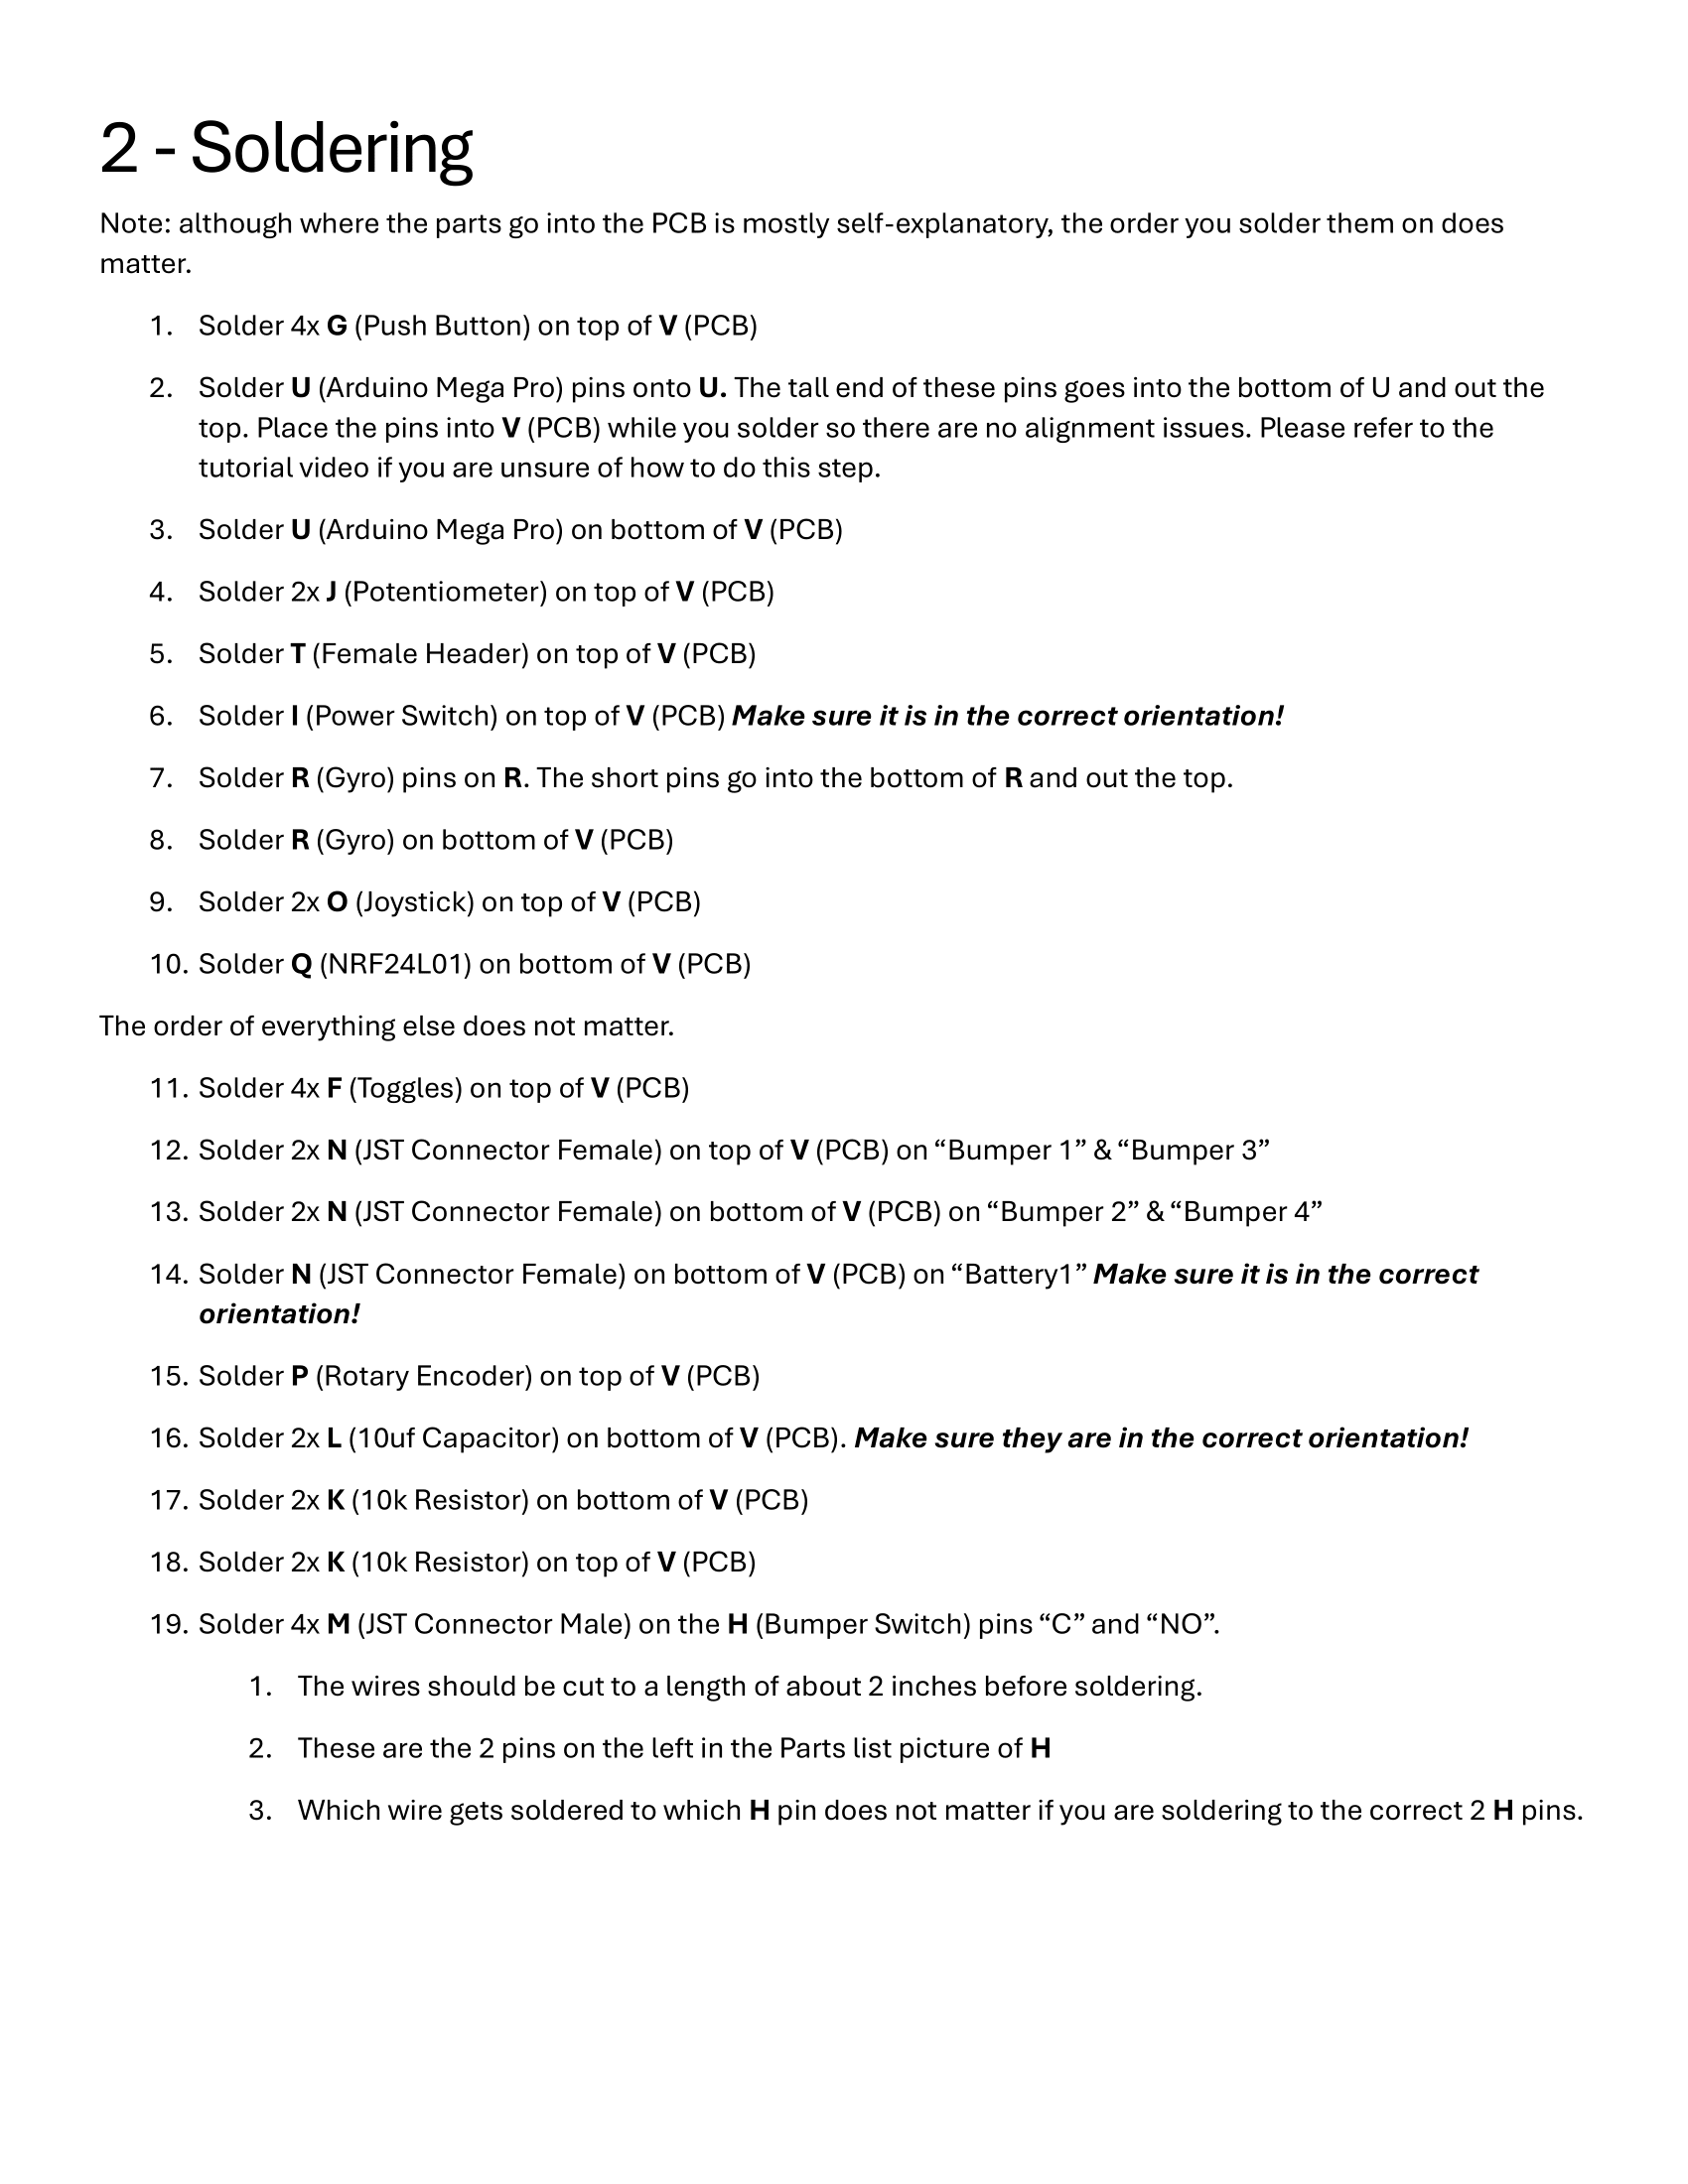 2 - Soldering
Note: although where the parts go into the PCB is mostly self-explanatory, the order you solder them on does
matter.
1. Solder 4x G (Push Button) on top of V (PCB)
2. Solder U (Arduino Mega Pro) pins onto U. The tall end of these pins goes into the bottom of U and out the
top. Place the pins into V (PCB) while you solder so there are no alignment issues. Please refer to the
tutorial video if you are unsure of how to do this step.
3. Solder U (Arduino Mega Pro) on bottom of V (PCB)
4. Solder 2x J (Potentiometer) on top of V (PCB)
5. Solder T (Female Header) on top of V (PCB)
6. Solder I (Power Switch) on top of V (PCB) Make sure it is in the correct orientation!
7. Solder R (Gyro) pins on R. The short pins go into the bottom of R and out the top.
8. Solder R (Gyro) on bottom of V (PCB)
9. Solder 2x O (Joystick) on top of V (PCB)
10. Solder Q (NRF24L01) on bottom of V (PCB)
The order of everything else does not matter.
11. Solder 4x F (Toggles) on top of V (PCB)
12. Solder 2x N (JST Connector Female) on top of V (PCB) on “Bumper 1” & “Bumper 3”
13. Solder 2x N (JST Connector Female) on bottom of V (PCB) on “Bumper 2” & “Bumper 4”
14. Solder N (JST Connector Female) on bottom of V (PCB) on “Battery1” Make sure it is in the correct
orientation!
15. Solder P (Rotary Encoder) on top of V (PCB)
16. Solder 2x L (10uf Capacitor) on bottom of V (PCB). Make sure they are in the correct orientation!
17. Solder 2x K (10k Resistor) on bottom of V (PCB)
18. Solder 2x K (10k Resistor) on top of V (PCB)
19. Solder 4x M (JST Connector Male) on the H (Bumper Switch) pins “C” and “NO”.
1. The wires should be cut to a length of about 2 inches before soldering.
2. These are the 2 pins on the left in the Parts list picture of H
3. Which wire gets soldered to which H pin does not matter if you are soldering to the correct 2 H pins.